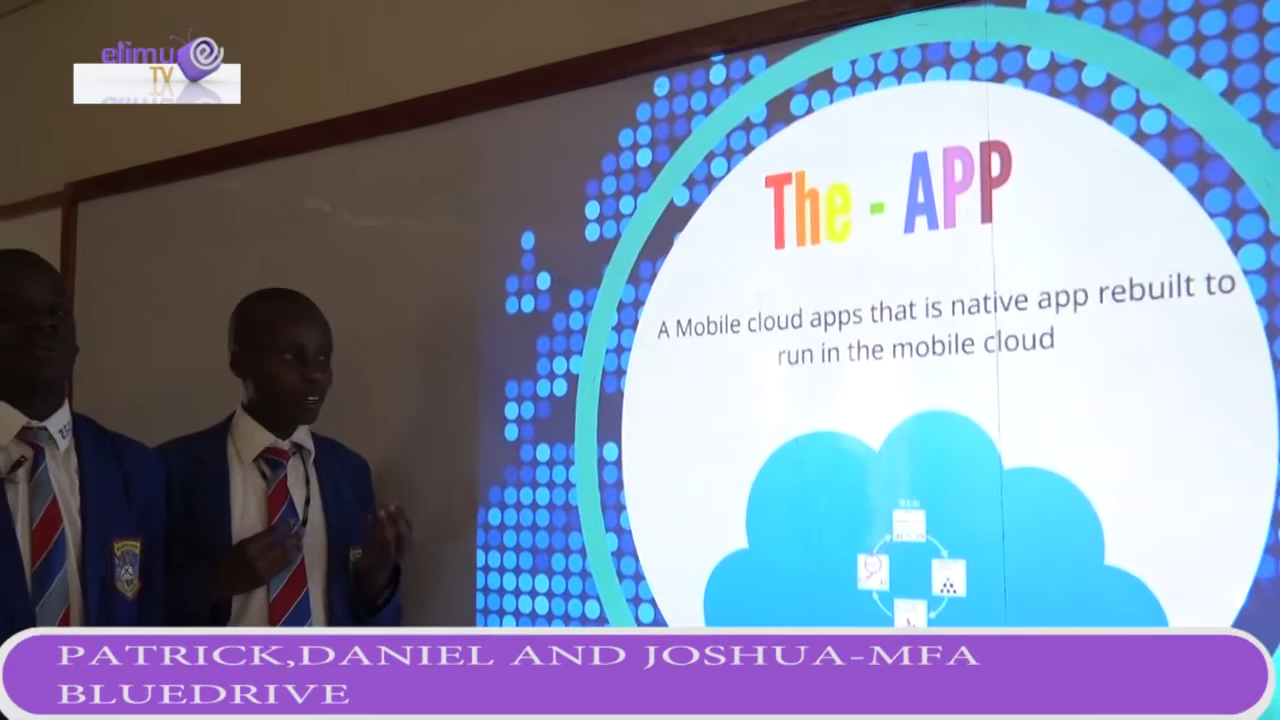 elimu
TV
The - APP
A Mobile cloud apps that is native app rebuilt to
run in the mobile cloud
PATRICK,DANIEL AND JOSHUA-MFA
BLUEDRIVE